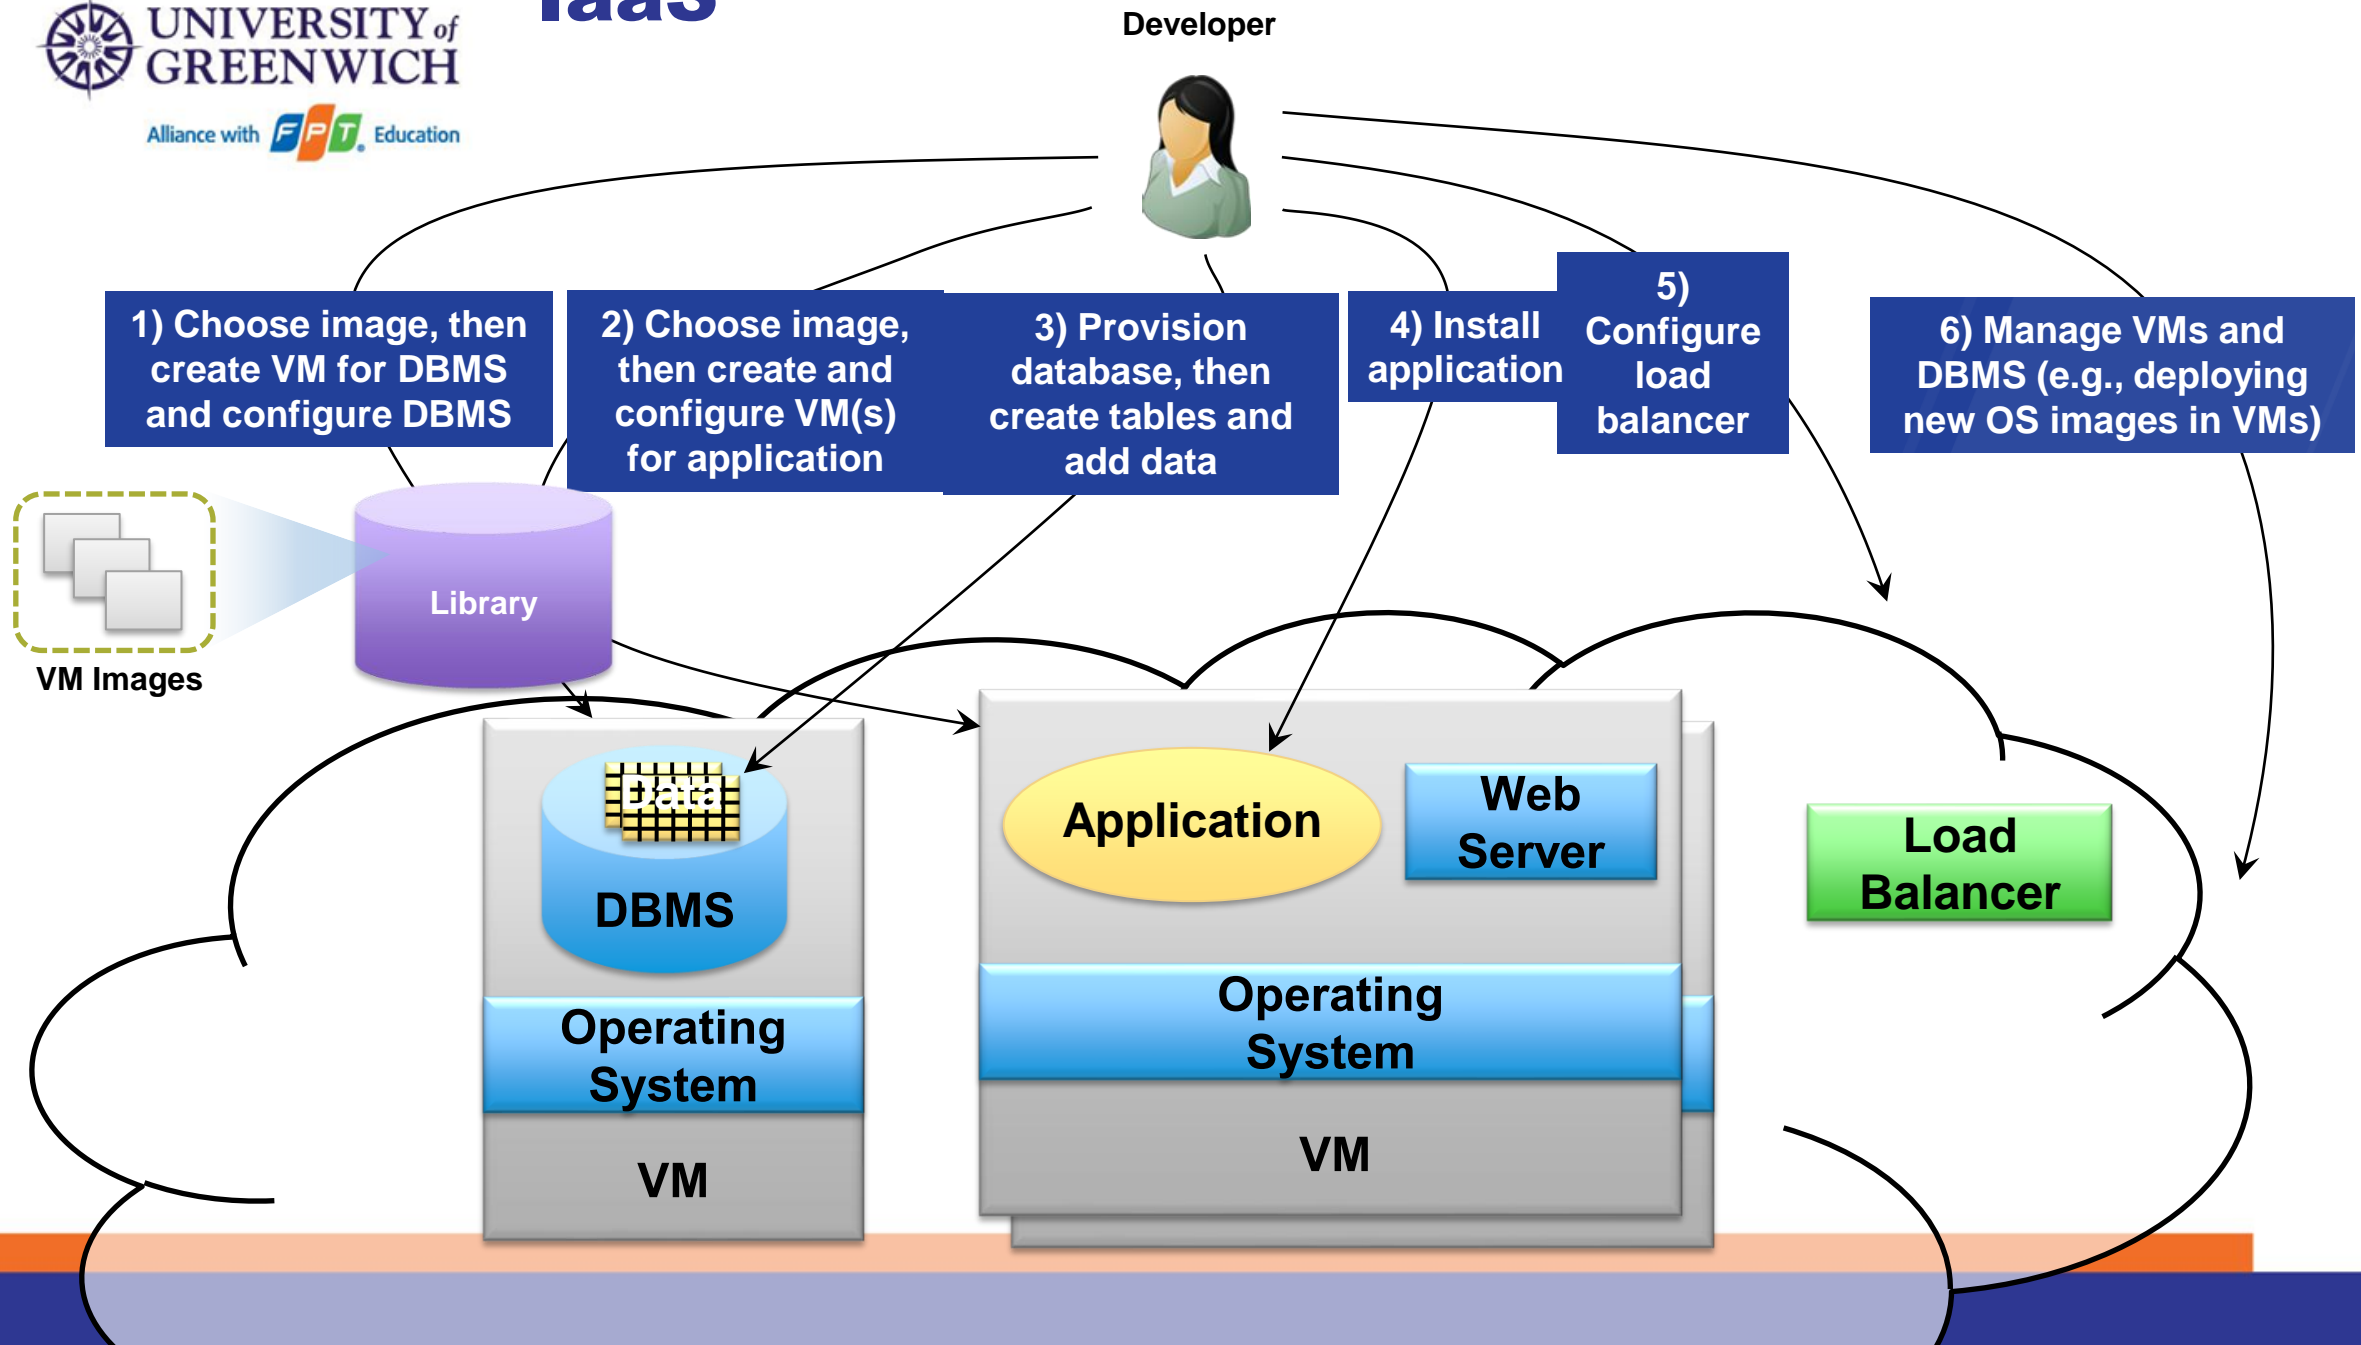 UNIVERSITY of
GREENWICH
Alliance with FPT. Education
IaaS
Developer
1) Choose image, then
create VM for DBMS
and configure DBMS
2) Choose image,
then create and
configure VM(s)
for application
3) Provision
database, then
create tables and
add data
4) Install
application
5)
Configure
load
balancer
6) Manage VMs and
DBMS (e.g., deploying
new OS images in VMs)
Library
VM Images
Data
DBMS
Operating
System
VM
Application
Web
Server
Operating
System
VM
Load
Balancer